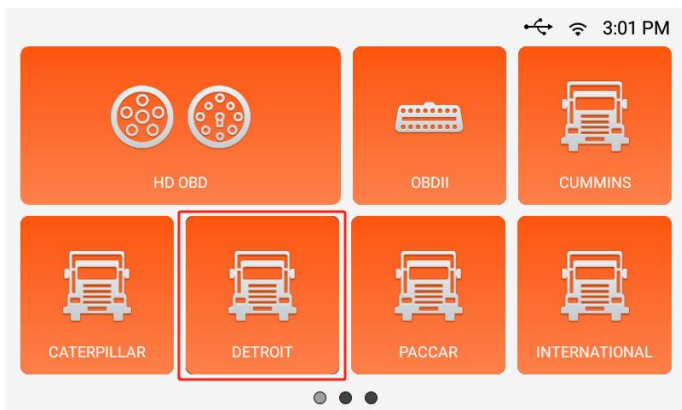 3:01 PM
HD OBD
OBDII
CUMMINS
CATERPILLAR
DETROIT
PACCAR
INTERNATIONAL